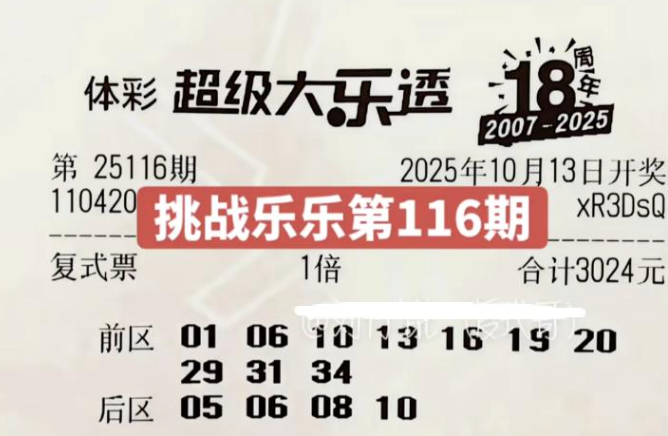 体彩 超级大乐透 18周年
2007-2025
第 25116期 2025年10月13日开奖
110420 xR3DsQ
挑战乐乐第116期
复式票 1倍 合计3024元
前区 01 06 10 13 16 19 20
29 31 34
后区 05 06 08 10